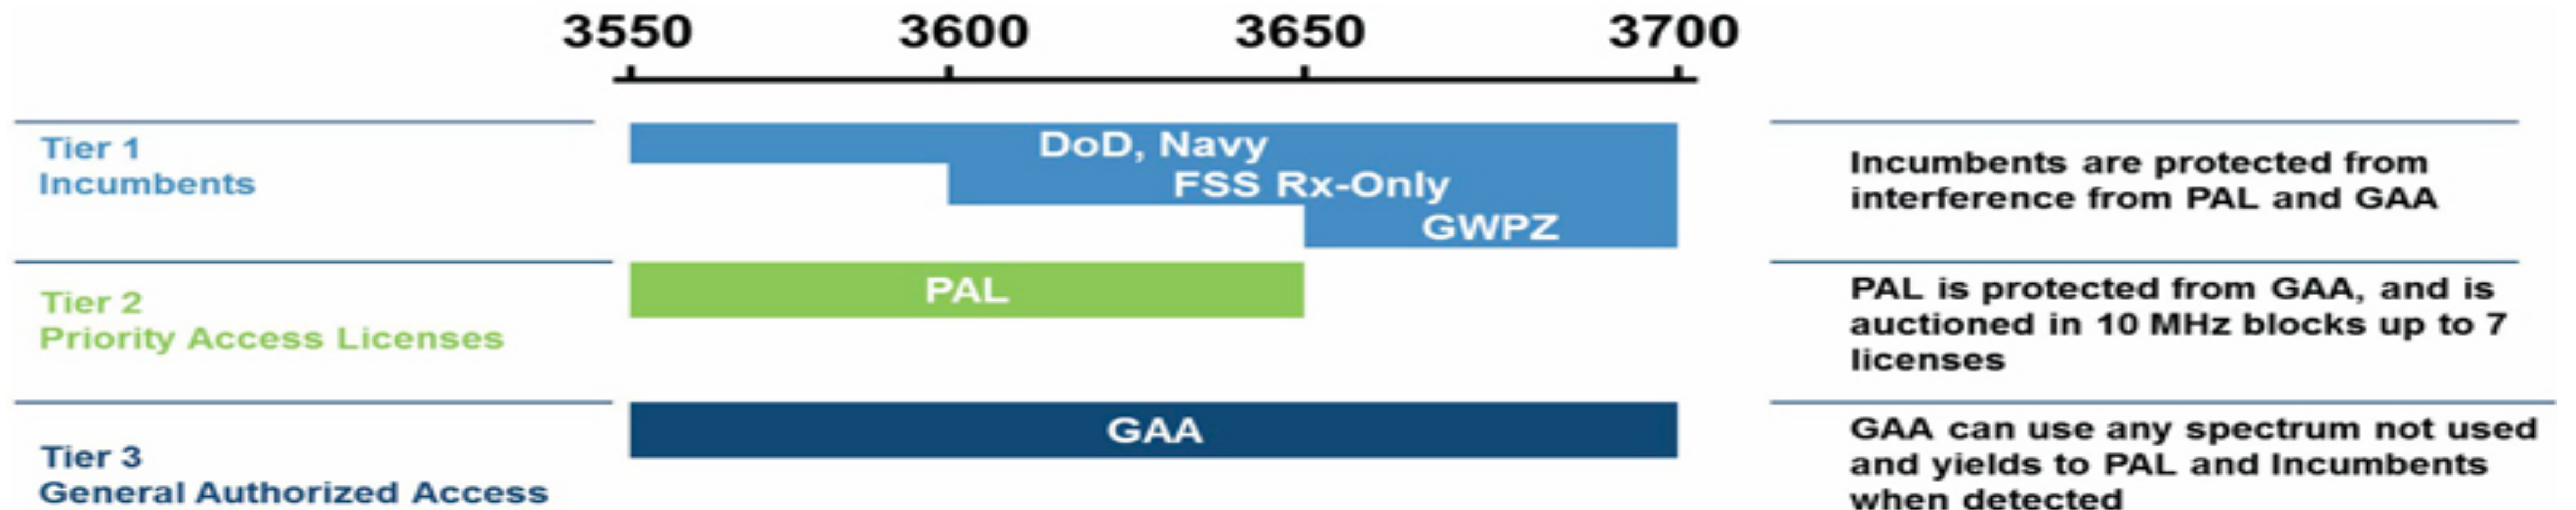 3550 3600 3650 3700
Tier 1
Incumbents
DoD, Navy
FSS Rx-Only
GWPZ
Incumbents are protected from
interference from PAL and GAA
Tier 2
Priority Access Licenses
PAL
PAL is protected from GAA, and is
auctioned in 10 MHz blocks up to 7
licenses
Tier 3
General Authorized Access
GAA
GAA can use any spectrum not used
and yields to PAL and Incumbents
when detected